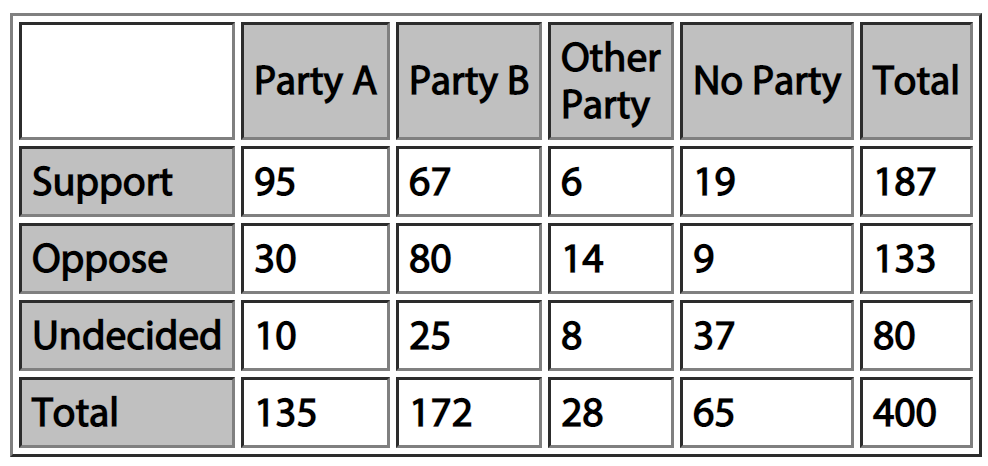 Party A Party B Other Party No Party Total
Support 95 67 6 19 187
Oppose 30 80 14 9 133
Undecided 10 25 8 37 80
Total 135 172 28 65 400